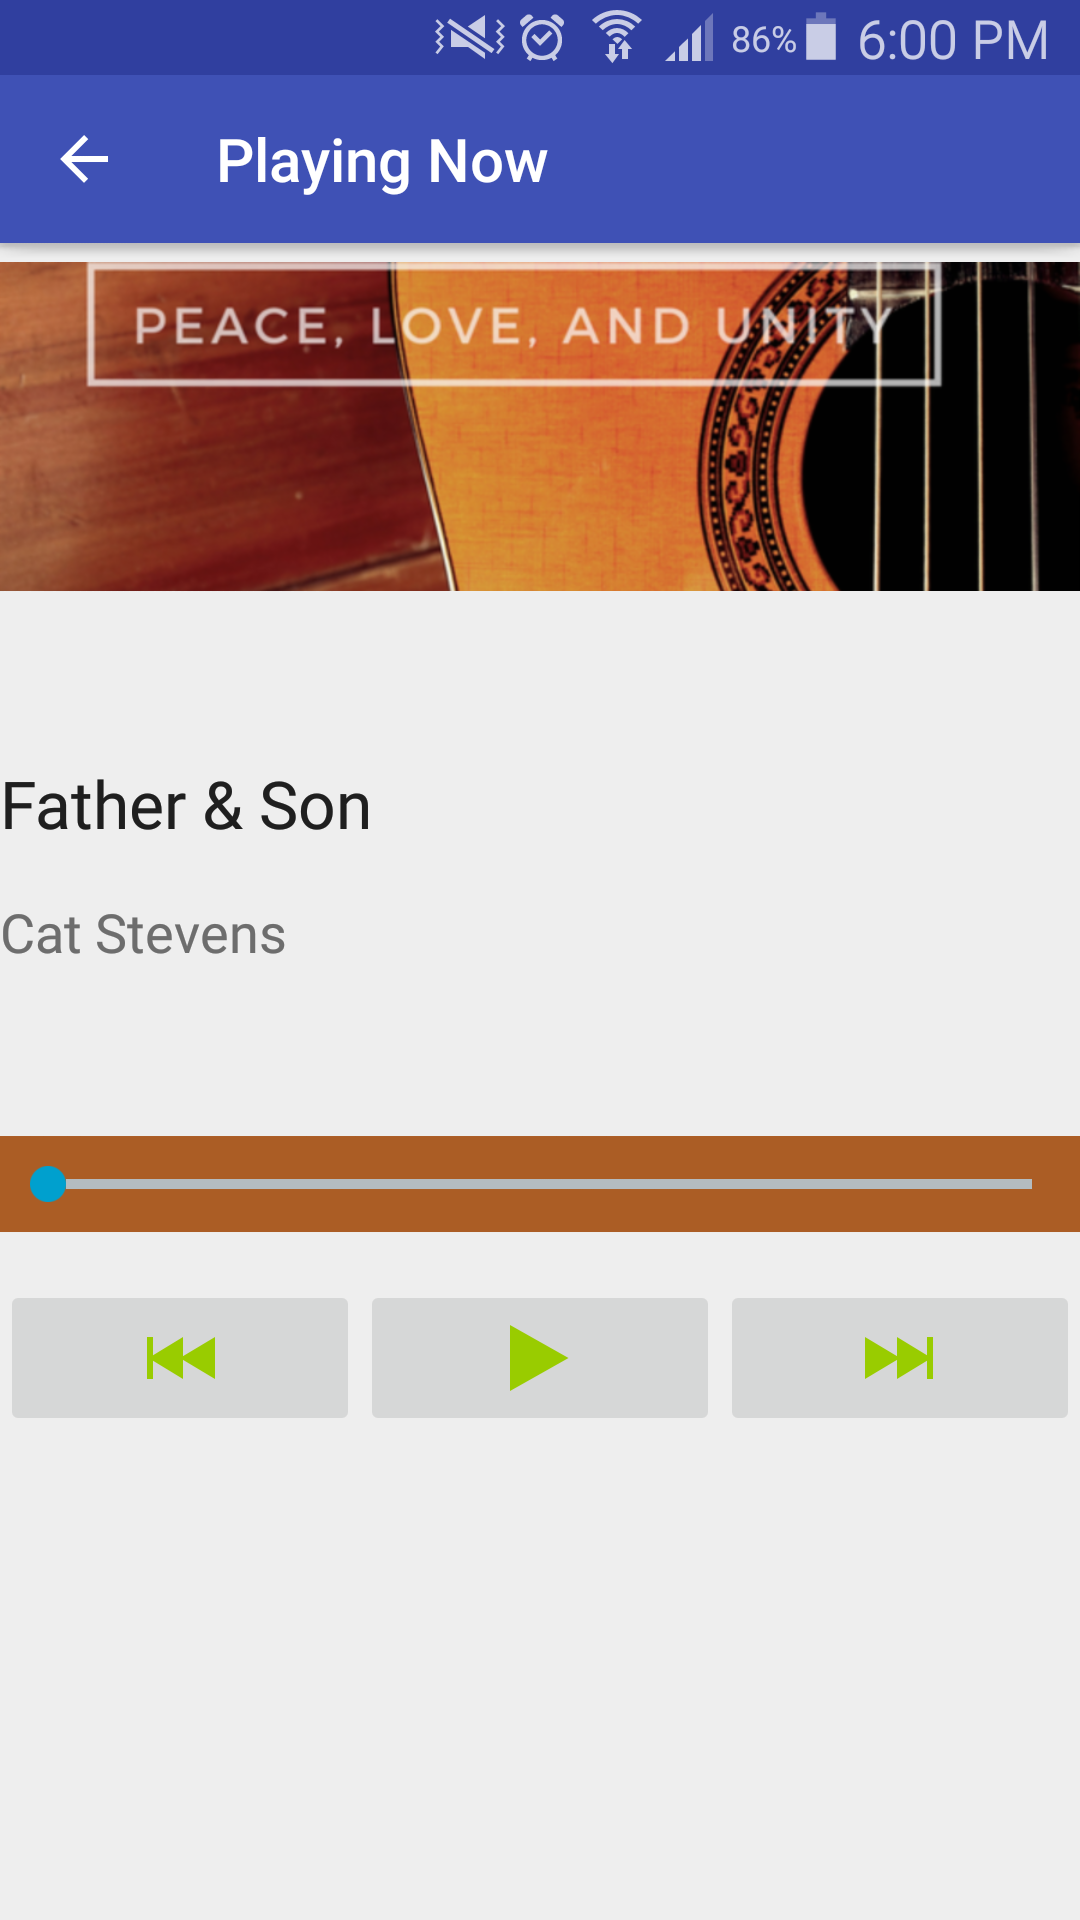 86% 6:00 PM
Playing Now
PEACE, LOVE, AND UNITY
Father & Son
Cat Stevens